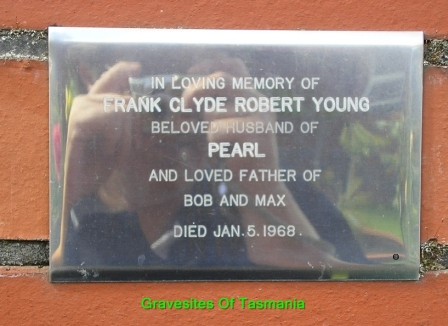 IN LOVING MEMORY OF
FRANK CLYDE ROBERT YOUNG
BELOVED HUSBAND OF
PEARL
AND LOVED FATHER OF
BOB AND MAX
DIED JAN. 5. 1968.
Gravesites Of Tasmania